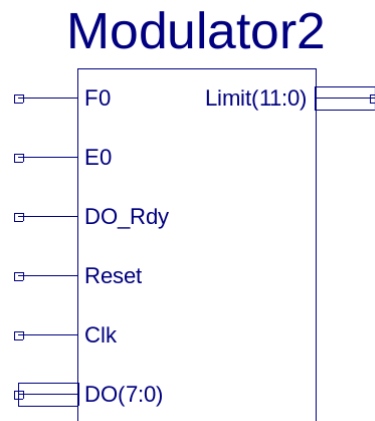 Modulator2
F0 Limit(11:0)
E0
DO_Rdy
Reset
Clk
DO(7:0)